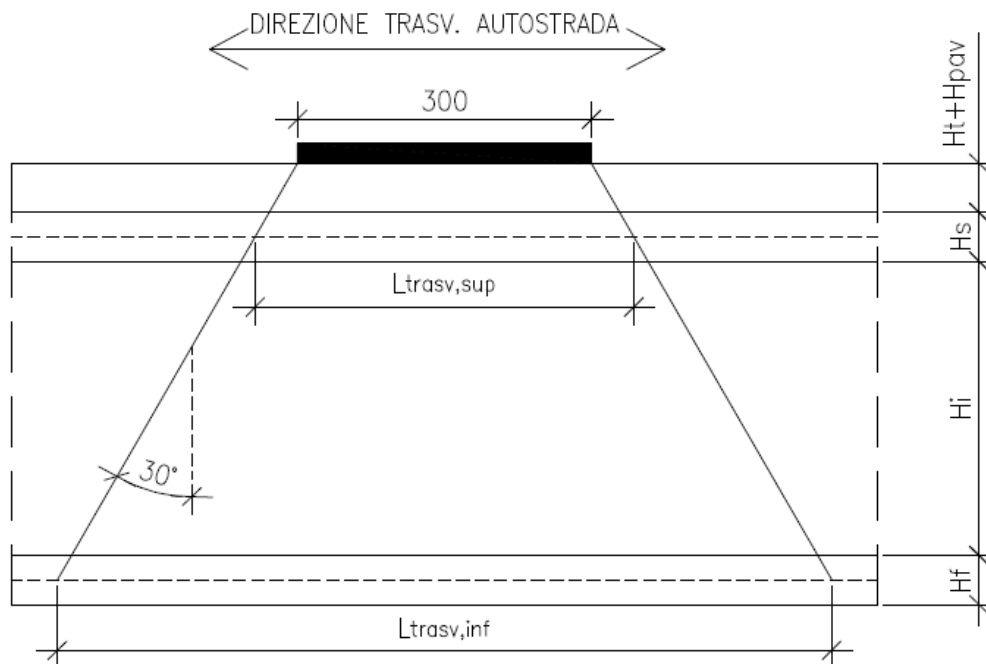 DIREZIONE TRASV. AUTOSTRADA
300
Ht+Hpav
Hs
Ltrasv,sup
Hi
30°
Hf
Ltrasv,inf